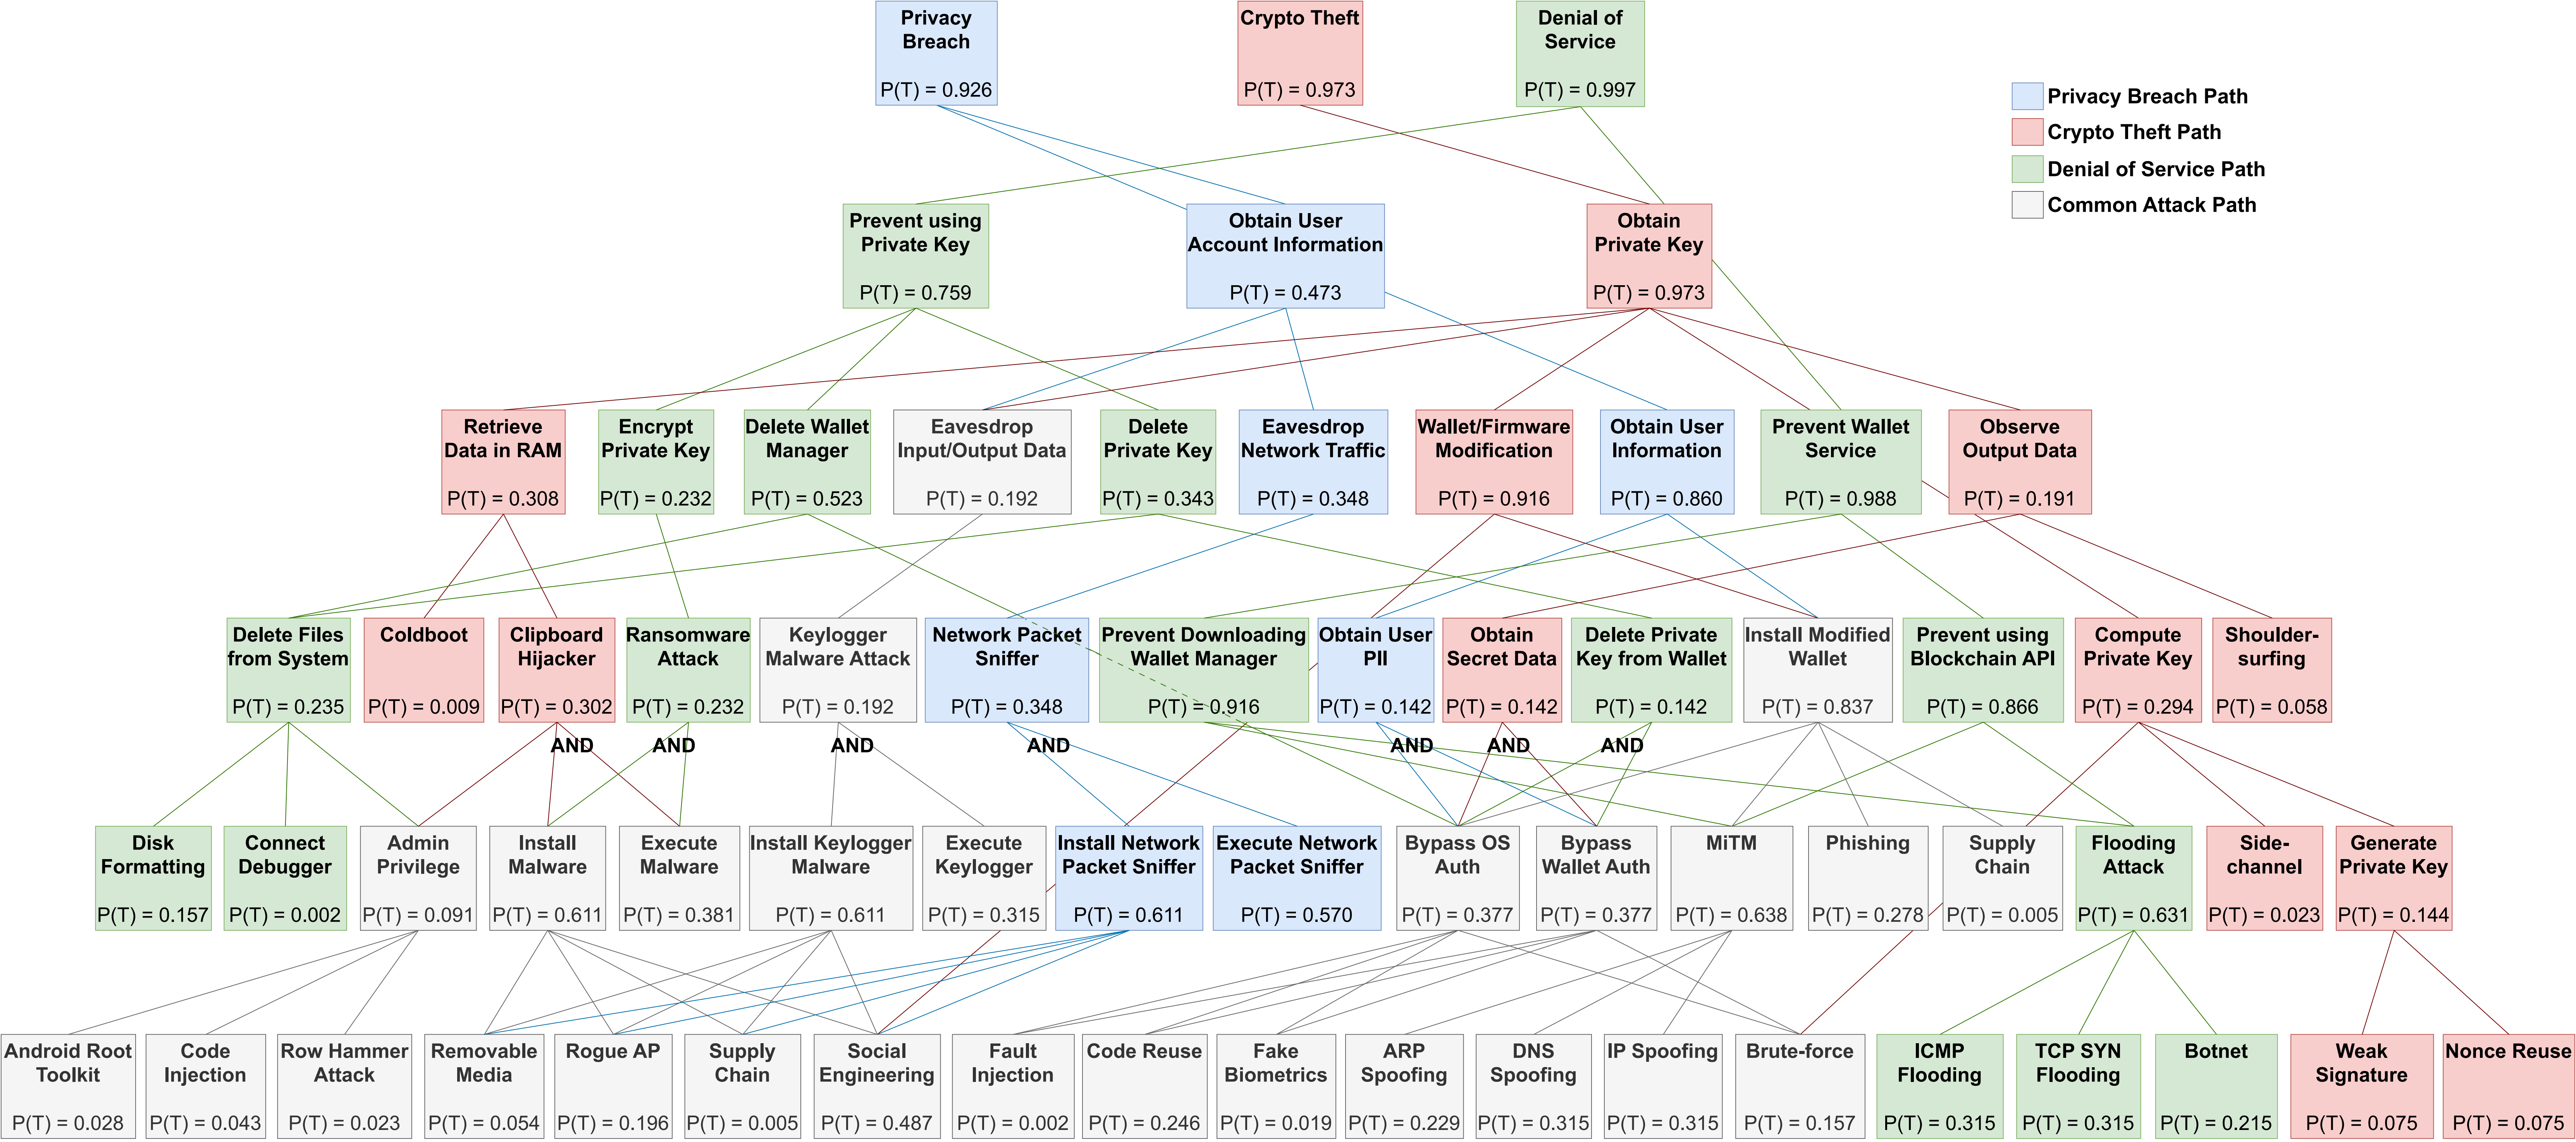 Privacy
Breach
P(T) = 0.926
Crypto Theft
P(T) = 0.973
Denial of
Service
P(T) = 0.997
Privacy Breach Path
Crypto Theft Path
Denial of Service Path
Common Attack Path
Prevent using
Private Key
P(T) = 0.759
Obtain User
Account Information
P(T) = 0.473
Obtain
Private Key
P(T) = 0.973
Retrieve
Data in RAM
P(T) = 0.308
Encrypt
Private Key
P(T) = 0.232
Delete Wallet
Manager
P(T) = 0.523
Eavesdrop
Input/Output Data
P(T) = 0.192
Delete
Private Key
P(T) = 0.343
Eavesdrop
Network Traffic
P(T) = 0.348
Wallet/Firmware
Modification
P(T) = 0.916
Obtain User
Information
P(T) = 0.860
Prevent Wallet
Service
P(T) = 0.988
Observe
Output Data
P(T) = 0.191
Delete Files
from System
P(T) = 0.235
Coldboot
P(T) = 0.009
Clipboard
Hijacker
P(T) = 0.302
Ransomware
Attack
P(T) = 0.232
Keylogger
Malware Attack
P(T) = 0.192
Network Packet
Sniffer
P(T) = 0.348
Prevent Downloading
Wallet Manager
P(T) = 0.916
Obtain User
PII
P(T) = 0.142
Obtain
Secret Data
P(T) = 0.142
Delete Private
Key from Wallet
P(T) = 0.142
Install Modified
Wallet
P(T) = 0.837
Prevent using
Blockchain API
P(T) = 0.866
Compute
Private Key
P(T) = 0.294
Shoulder-
surfing
P(T) = 0.058
AND
AND
AND
AND
AND
AND
AND
Disk
Formatting
P(T) = 0.157
Connect
Debugger
P(T) = 0.002
Admin
Privilege
P(T) = 0.091
Install
Malware
P(T) = 0.611
Execute
Malware
P(T) = 0.381
Install Keylogger
Malware
P(T) = 0.611
Execute
Keylogger
P(T) = 0.315
Install Network
Packet Sniffer
P(T) = 0.611
Execute Network
Packet Sniffer
P(T) = 0.570
Bypass OS
Auth
P(T) = 0.377
Bypass
Wallet Auth
P(T) = 0.377
MiTM
P(T) = 0.638
Phishing
P(T) = 0.278
Supply
Chain
P(T) = 0.005
Flooding
Attack
P(T) = 0.631
Side-
channel
P(T) = 0.023
Generate
Private Key
P(T) = 0.144
Android Root
Toolkit
P(T) = 0.028
Code
Injection
P(T) = 0.043
Row Hammer
Attack
P(T) = 0.023
Removable
Media
P(T) = 0.054
Rogue AP
P(T) = 0.196
Supply
Chain
P(T) = 0.005
Social
Engineering
P(T) = 0.487
Fault
Injection
P(T) = 0.002
Code Reuse
P(T) = 0.246
Fake
Biometrics
P(T) = 0.019
ARP
Spoofing
P(T) = 0.229
DNS
Spoofing
P(T) = 0.315
IP Spoofing
P(T) = 0.315
Brute-force
P(T) = 0.157
ICMP
Flooding
P(T) = 0.315
TCP SYN
Flooding
P(T) = 0.315
Botnet
P(T) = 0.215
Weak
Signature
P(T) = 0.075
Nonce Reuse
P(T) = 0.075